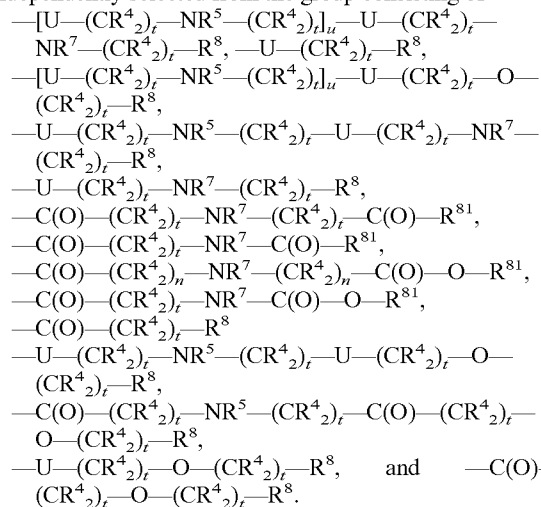 dependently selected from the group consisting of
—[U—(CR⁴₂)ₜ—NR⁵—(CR⁴₂)ₜ]ᵤ—U—(CR⁴₂)ₜ—
NR⁷—(CR⁴₂)ₜ—R⁸, —U—(CR⁴₂)ₜ—R⁸,
—[U—(CR⁴₂)ₜ—NR⁵—(CR⁴₂)ₜ]ᵤ—U—(CR⁴₂)ₜ—O—
(CR⁴₂)ₜ—R⁸,
—U—(CR⁴₂)ₜ—NR⁵—(CR⁴₂)ₜ—U—(CR⁴₂)ₜ—NR⁷—
(CR⁴₂)ₜ—R⁸,
—U—(CR⁴₂)ₜ—NR⁷—(CR⁴₂)ₜ—R⁸,
—C(O)—(CR⁴₂)ₜ—NR⁷—(CR⁴₂)ₜ—C(O)—R⁸¹,
—C(O)—(CR⁴₂)ₜ—NR⁷—C(O)—R⁸¹,
—C(O)—(CR⁴₂)ₙ—NR⁷—(CR⁴₂)ₙ—C(O)—O—R⁸¹,
—C(O)—(CR⁴₂)ₜ—NR⁷—C(O)—O—R⁸¹,
—C(O)—(CR⁴₂)ₜ—R⁸
—U—(CR⁴₂)ₜ—NR⁵—(CR⁴₂)ₜ—U—(CR⁴₂)ₜ—O—
(CR⁴₂)ₜ—R⁸,
—C(O)—(CR⁴₂)ₜ—NR⁵—(CR⁴₂)ₜ—C(O)—(CR⁴₂)ₜ—
O—(CR⁴₂)ₜ—R⁸,
—U—(CR⁴₂)ₜ—O—(CR⁴₂)ₜ—R⁸, and —C(O)—
(CR⁴₂)ₜ—O—(CR⁴₂)ₜ—R⁸.